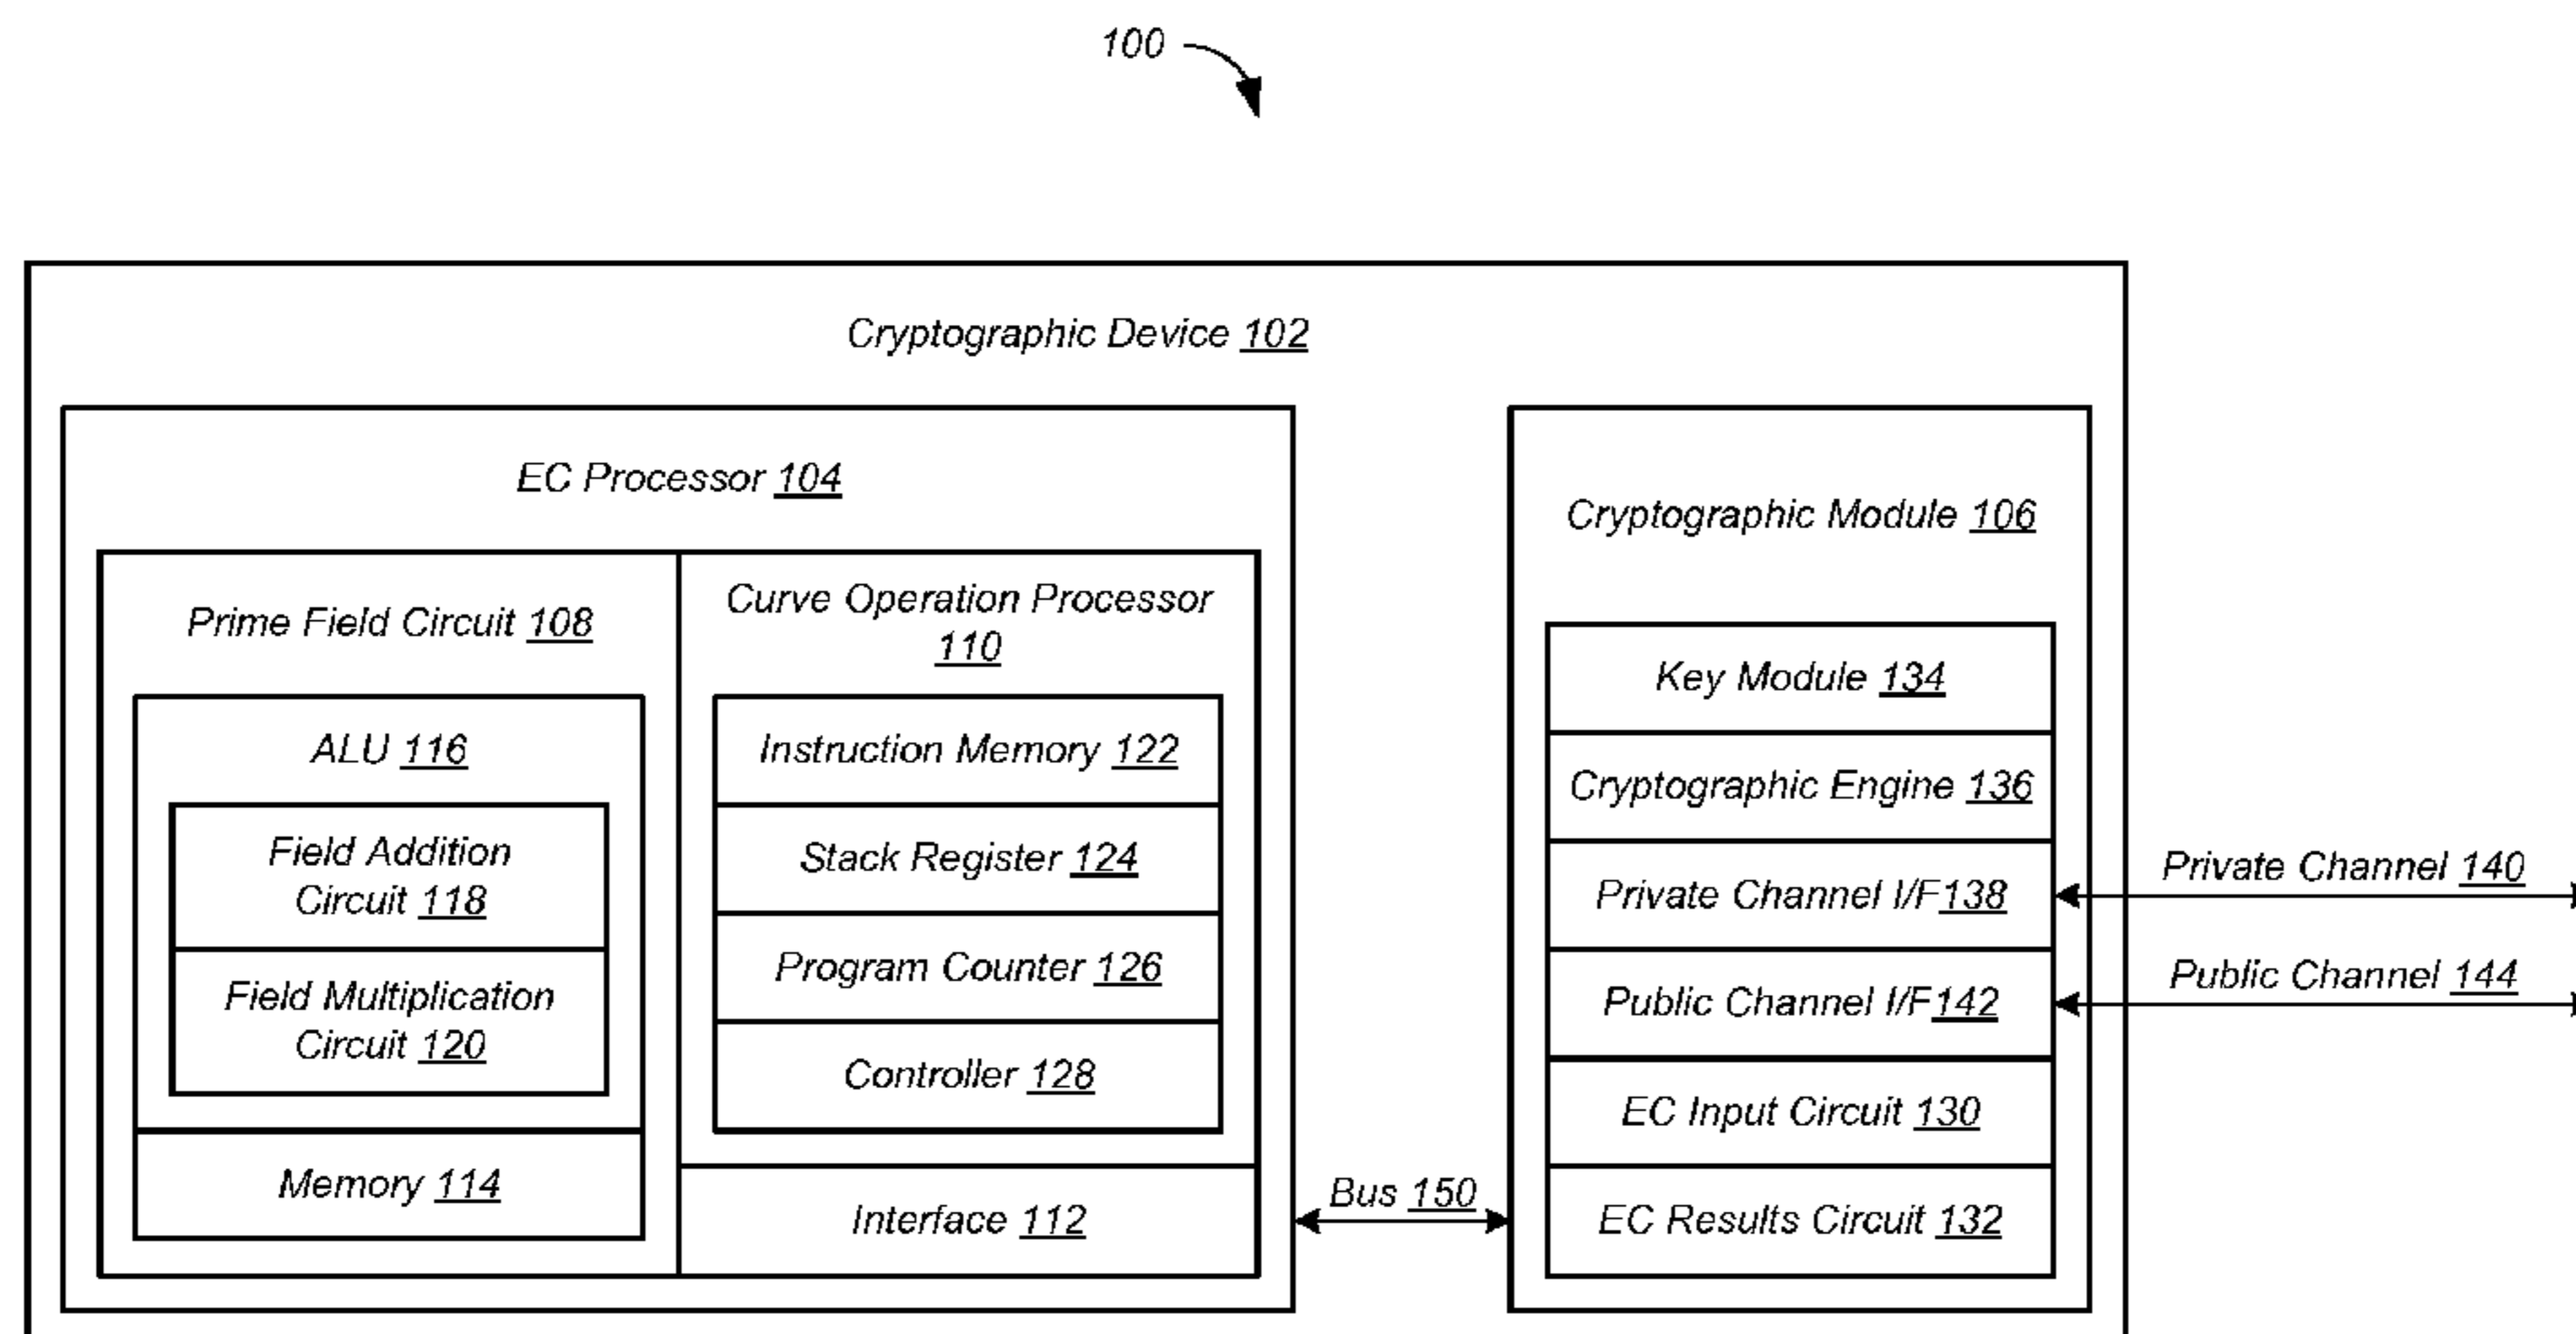 100
Cryptographic Device 102
EC Processor 104
Prime Field Circuit 108
ALU 116
Field Addition
Circuit 118
Field Multiplication
Circuit 120
Memory 114
Curve Operation Processor
110
Instruction Memory 122
Stack Register 124
Program Counter 126
Controller 128
Interface 112
Bus 150
Cryptographic Module 106
Key Module 134
Cryptographic Engine 136
Private Channel I/F138
Public Channel I/F142
EC Input Circuit 130
EC Results Circuit 132
Private Channel 140
Public Channel 144